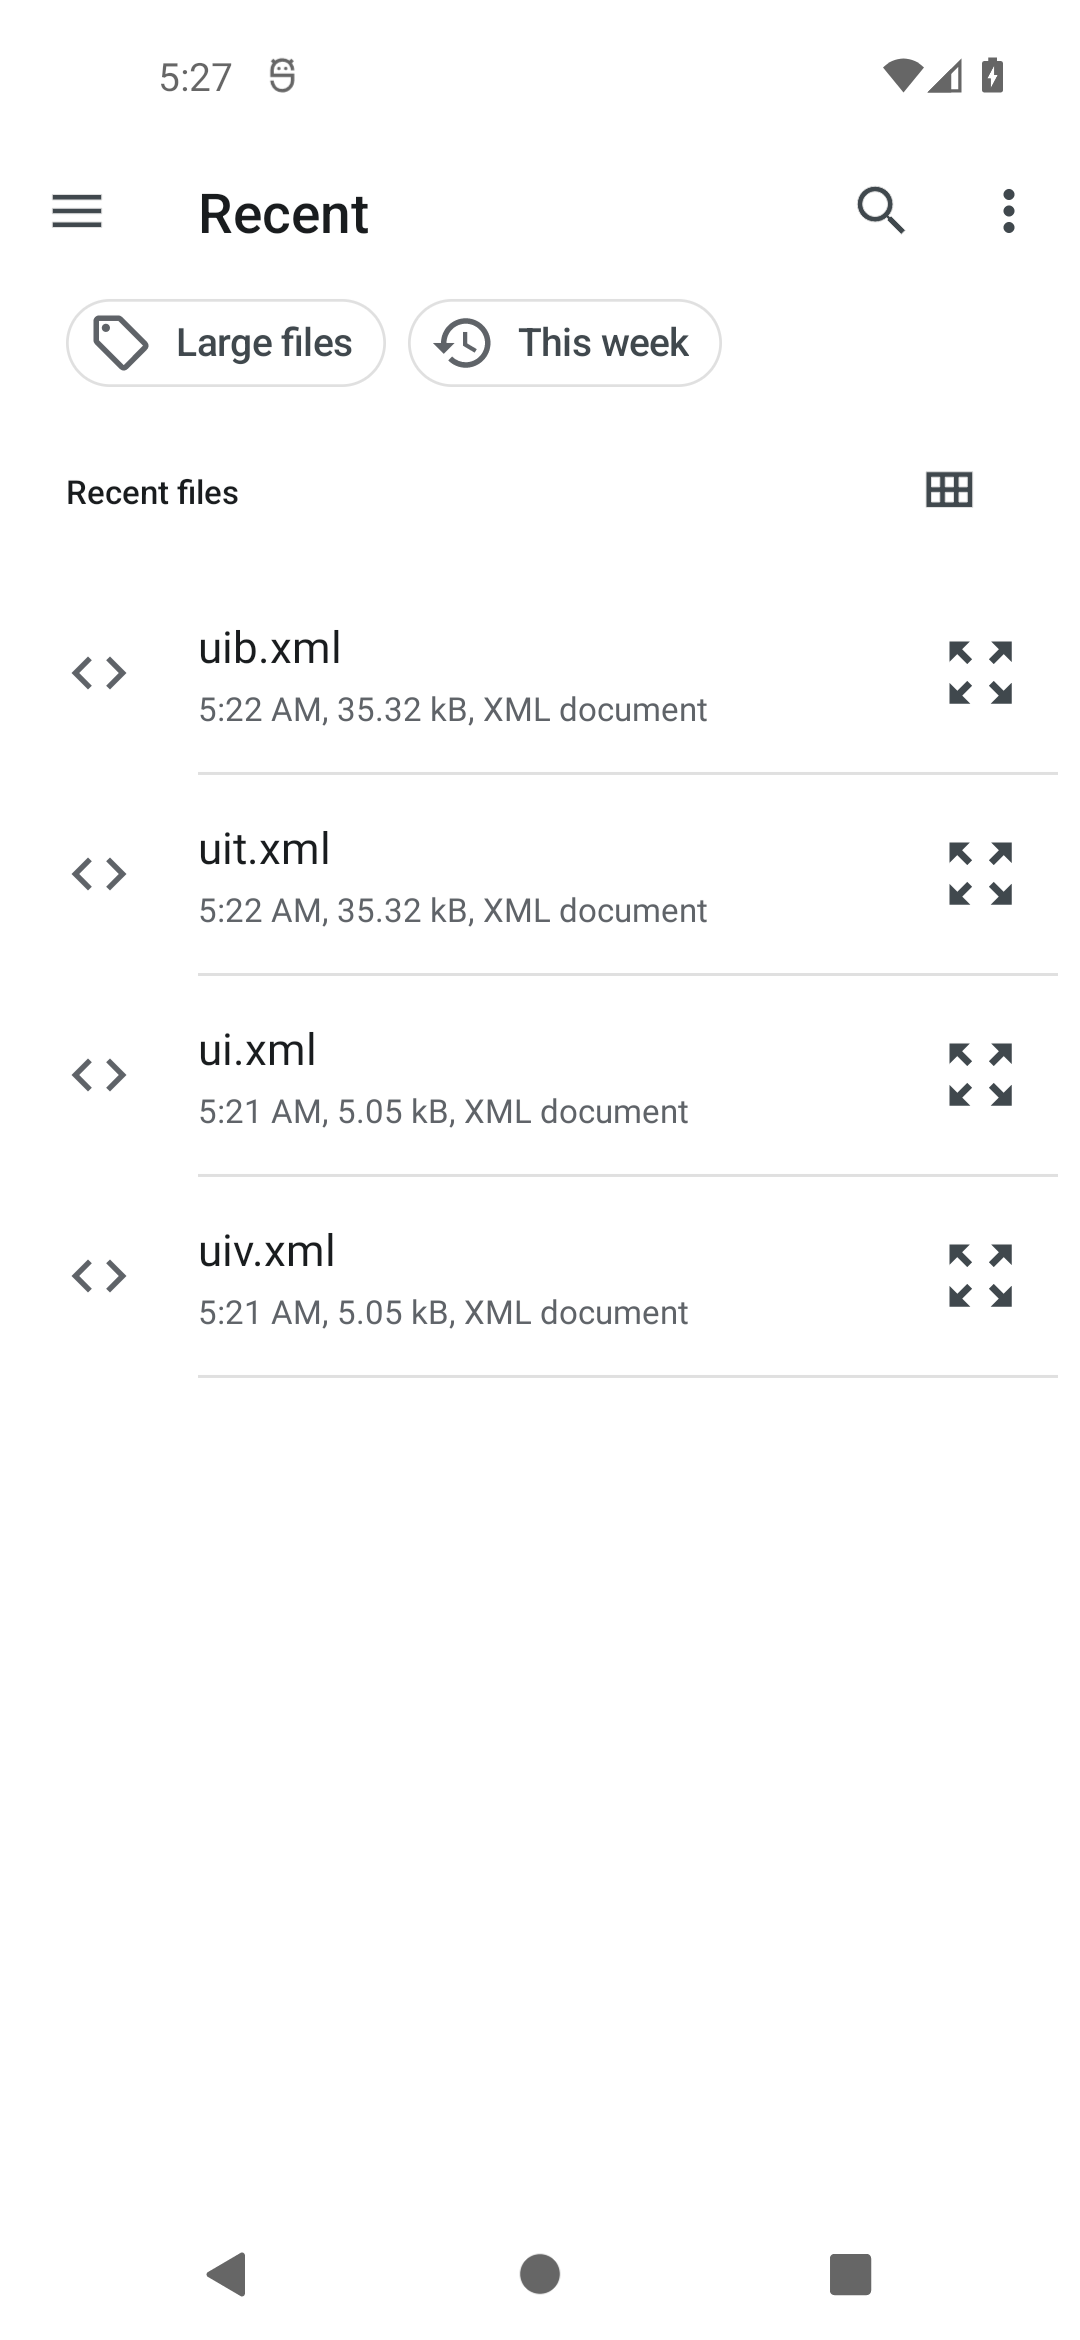 5:27
Recent
Large files
This week
Recent files
uib.xml
5:22 AM, 35.32 kB, XML document
uit.xml
5:22 AM, 35.32 kB, XML document
ui.xml
5:21 AM, 5.05 kB, XML document
uiv.xml
5:21 AM, 5.05 kB, XML document